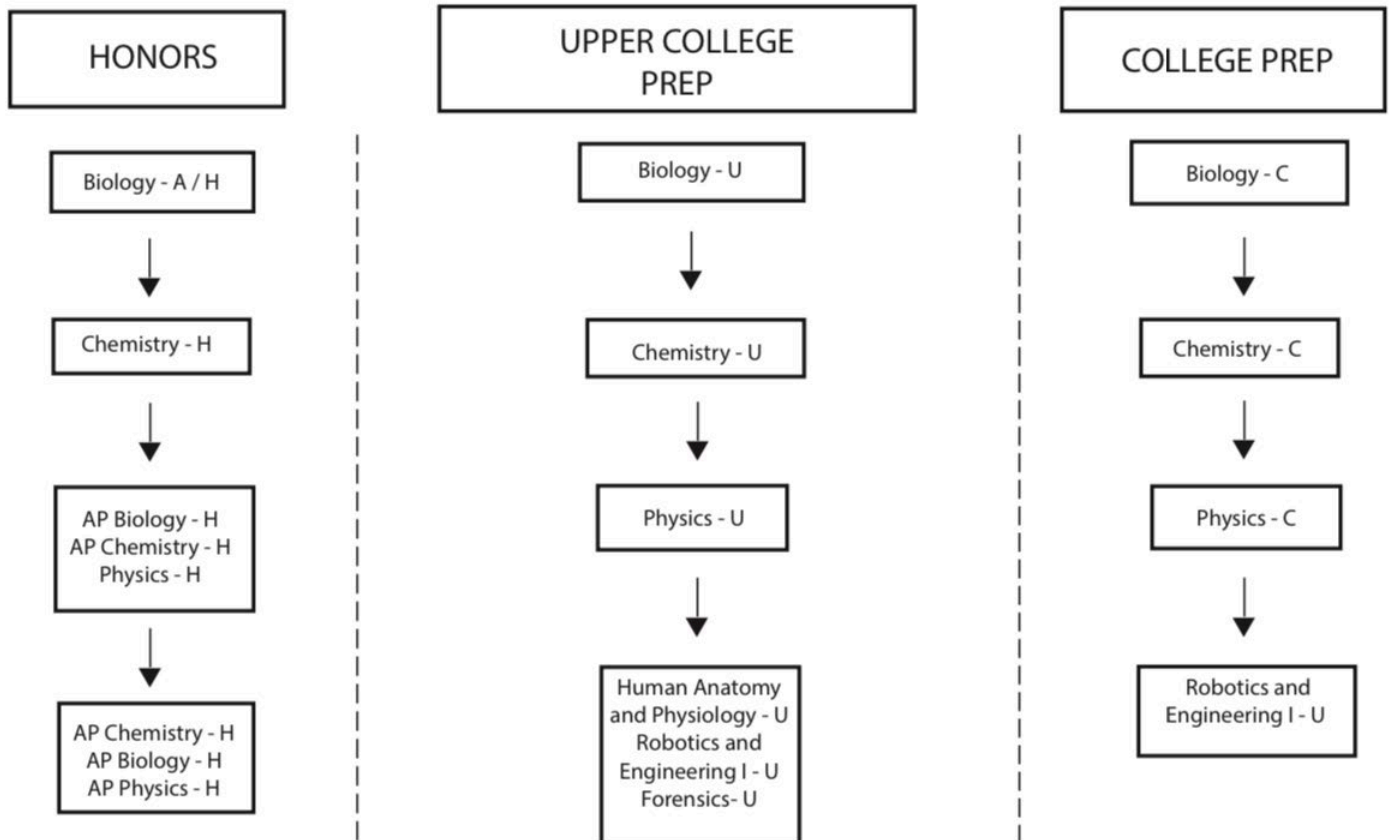 HONORS
Biology - A / H
Chemistry - H
AP Biology - H
AP Chemistry - H
Physics - H
AP Chemistry - H
AP Biology - H
AP Physics - H
UPPER COLLEGE
PREP
Biology - U
Chemistry - U
Physics - U
Human Anatomy
and Physiology - U
Robotics and
Engineering I - U
Forensics- U
COLLEGE PREP
Biology - C
Chemistry - C
Physics - C
Robotics and
Engineering I - U